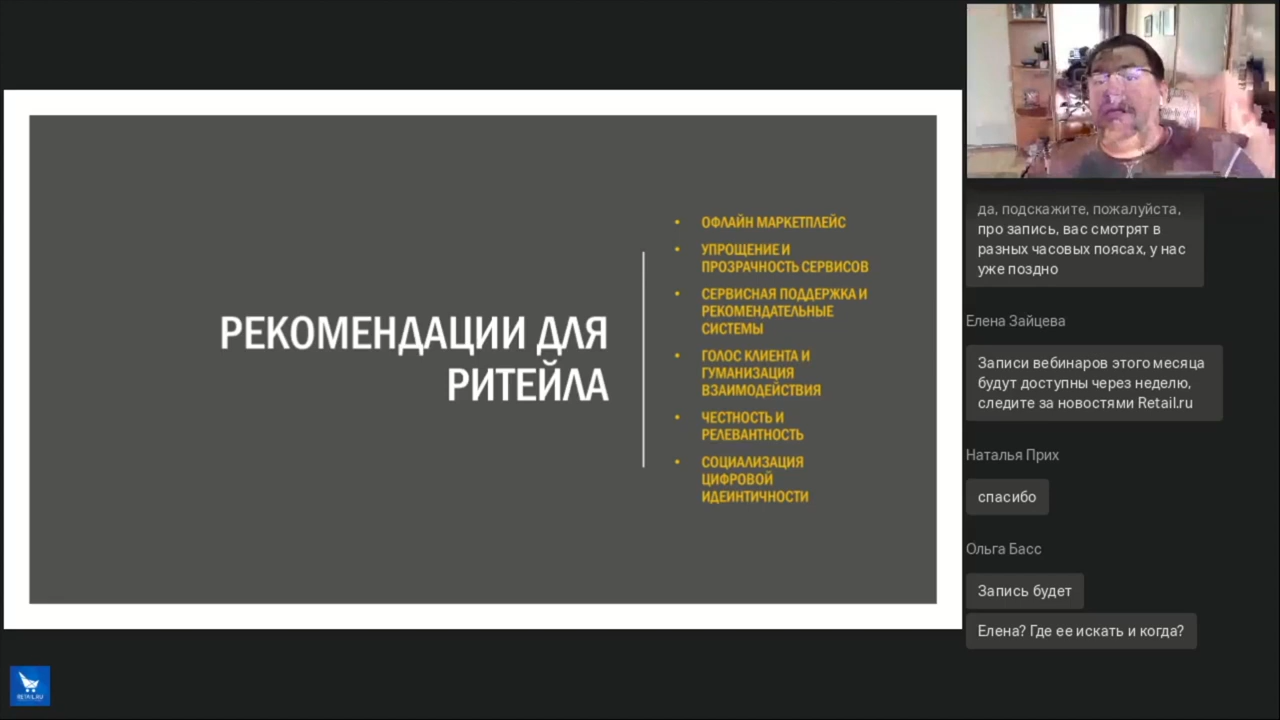 РЕКОМЕНДАЦИИ ДЛЯ
РИТЕЙЛА
• ОФЛАЙН МАРКЕТПЛЕЙС
• УПРОЩЕНИЕ И
ПРОЗРАЧНОСТЬ СЕРВИСОВ
• СЕРВИСНАЯ ПОДДЕРЖКА И
РЕКОМЕНДАТЕЛЬНЫЕ
СИСТЕМЫ
• ГОЛОС КЛИЕНТА И
ГУМАНИЗАЦИЯ
ВЗАИМОДЕЙСТВИЯ
• ЧЕСТНОСТЬ И
РЕЛЕВАНТНОСТЬ
• СОЦИАЛИЗАЦИЯ
ЦИФРОВОЙ
ИДЕИНТИЧНОСТИ
да, подскажите, пожалуйста,
про запись, вас смотрят в
разных часовых поясах, у нас
уже поздно
Елена Зайцева
Записи вебинаров этого месяца
будут доступны через неделю,
следите за новостями Retail.ru
Наталья Прих
спасибо
Ольга Басс
Запись будет
Елена? Где ее искать и когда?
RETAIL.RU